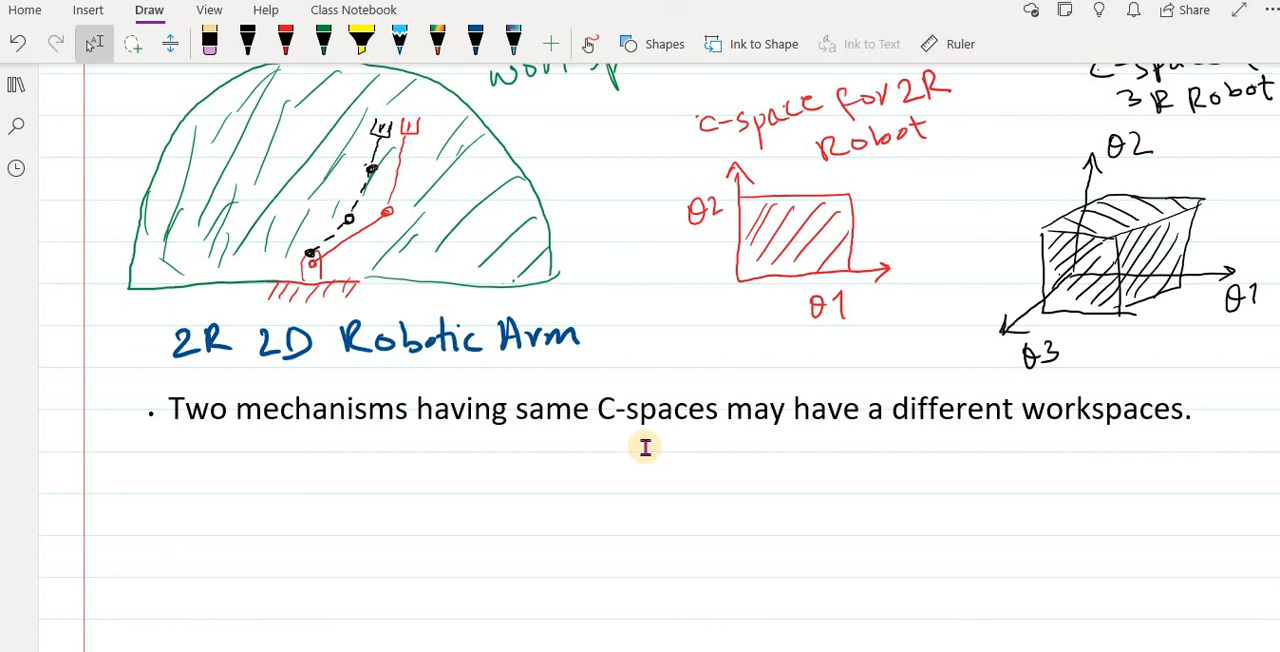 Home Insert Draw View Help Class Notebook Share
Shapes Ink to Shape Ink to Text Ruler
c-space for 2R
Robot
3R Robot
θ2
θ1
θ2
θ1
θ3
2R 2D Robotic Arm
• Two mechanisms having same C-spaces may have a different workspaces.